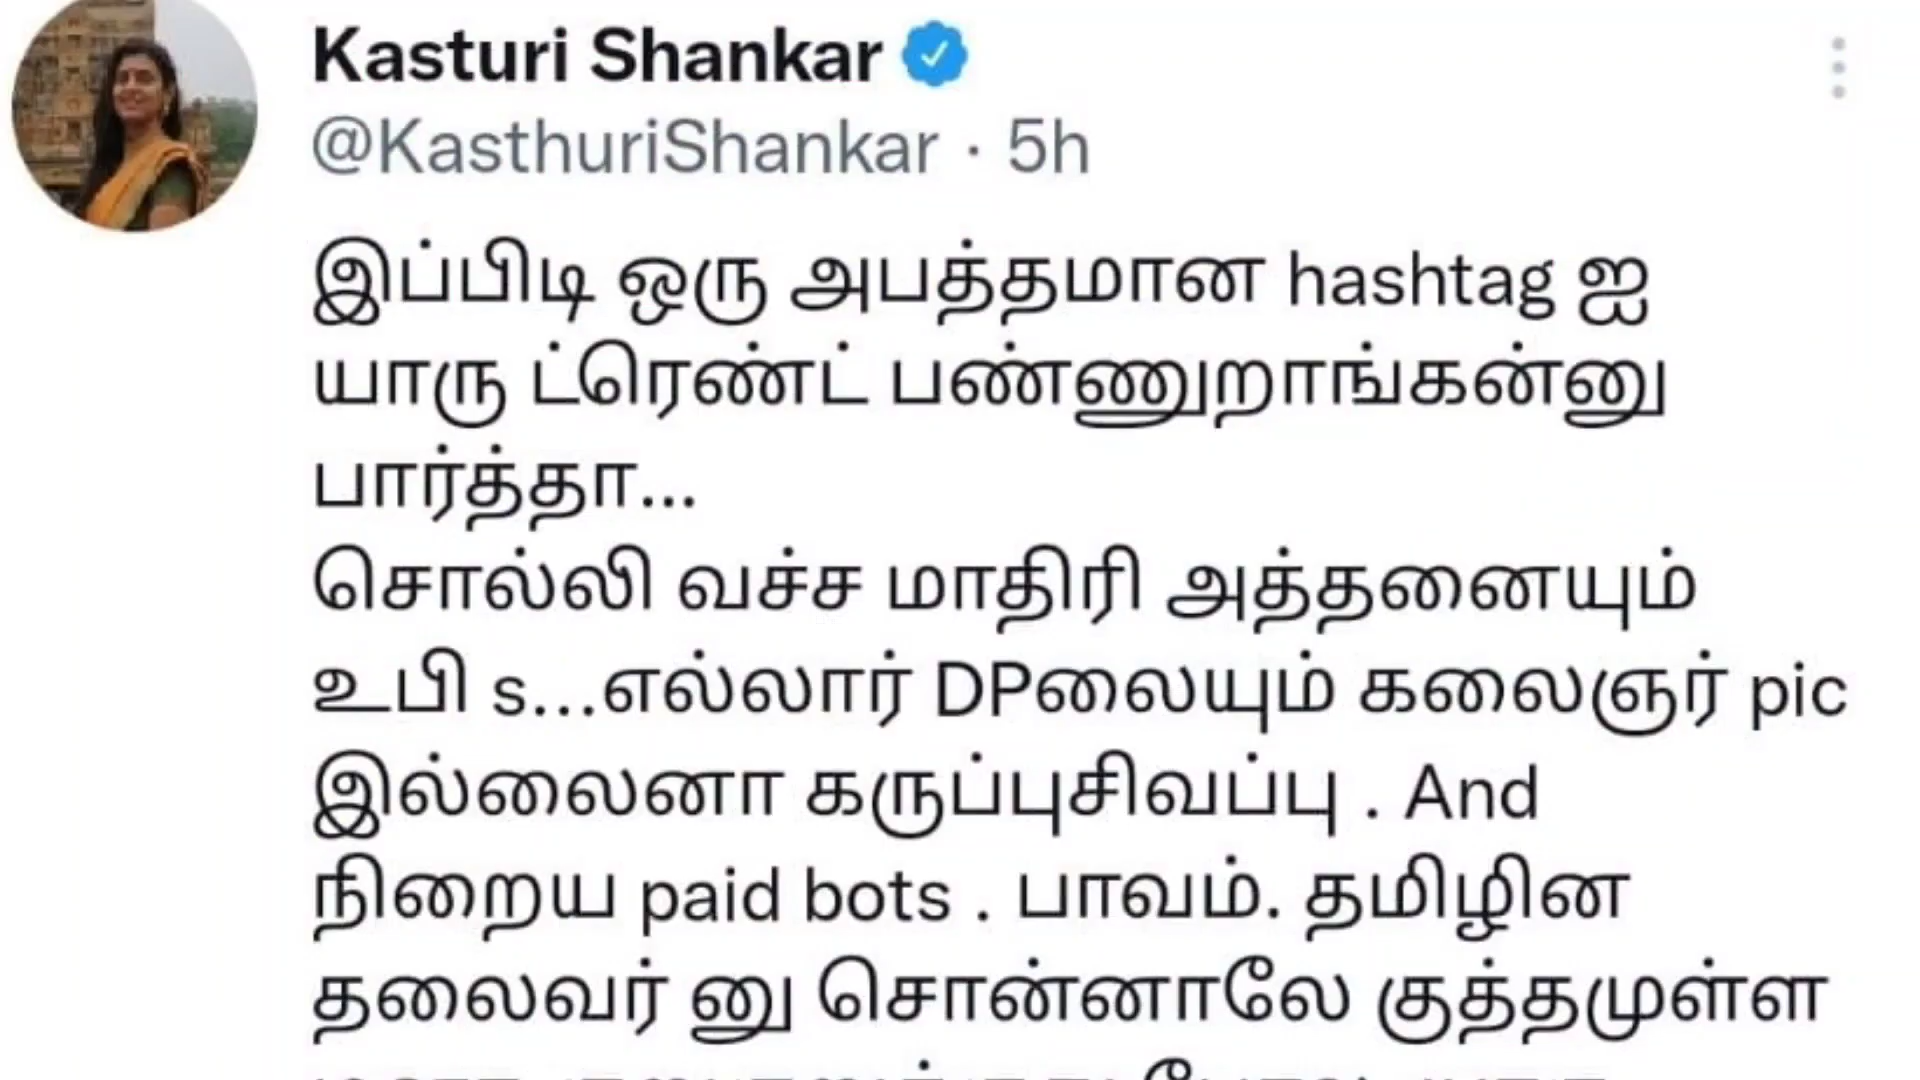 Kasturi Shankar
@KasthuriShankar · 5h
இப்பிடி ஒரு அபத்தமான hashtag ஐ
யாரு ட்ரெண்ட் பண்ணுறாங்கன்னு
பார்த்தா...
சொல்லி வச்ச மாதிரி அத்தனையும்
உபி s...எல்லார் DPலையும் கலைஞர் pic
இல்லைனா கருப்புசிவப்பு . And
நிறைய paid bots . பாவம். தமிழின
தலைவர் னு சொன்னாலே குத்தமுள்ள